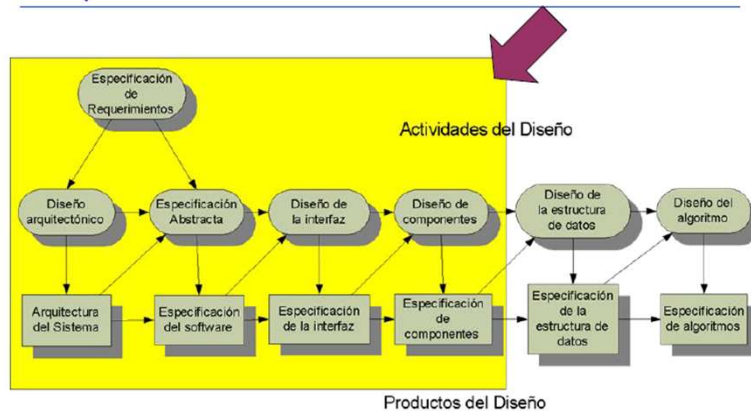 Especificación
de
Requerimientos
Actividades del Diseño
Diseño
arquitectónico
Especificación
Abstracta
Diseño de
la interfaz
Diseño de
componentes
Diseño de
la estructura
de datos
Diseño del
algoritmo
Arquitectura
del Sistema
Especificación
del software
Especificación
de la interfaz
Especificación
de
componentes
Especificación
de la
estructura de
datos
Especificación
de algoritmos
Productos del Diseño